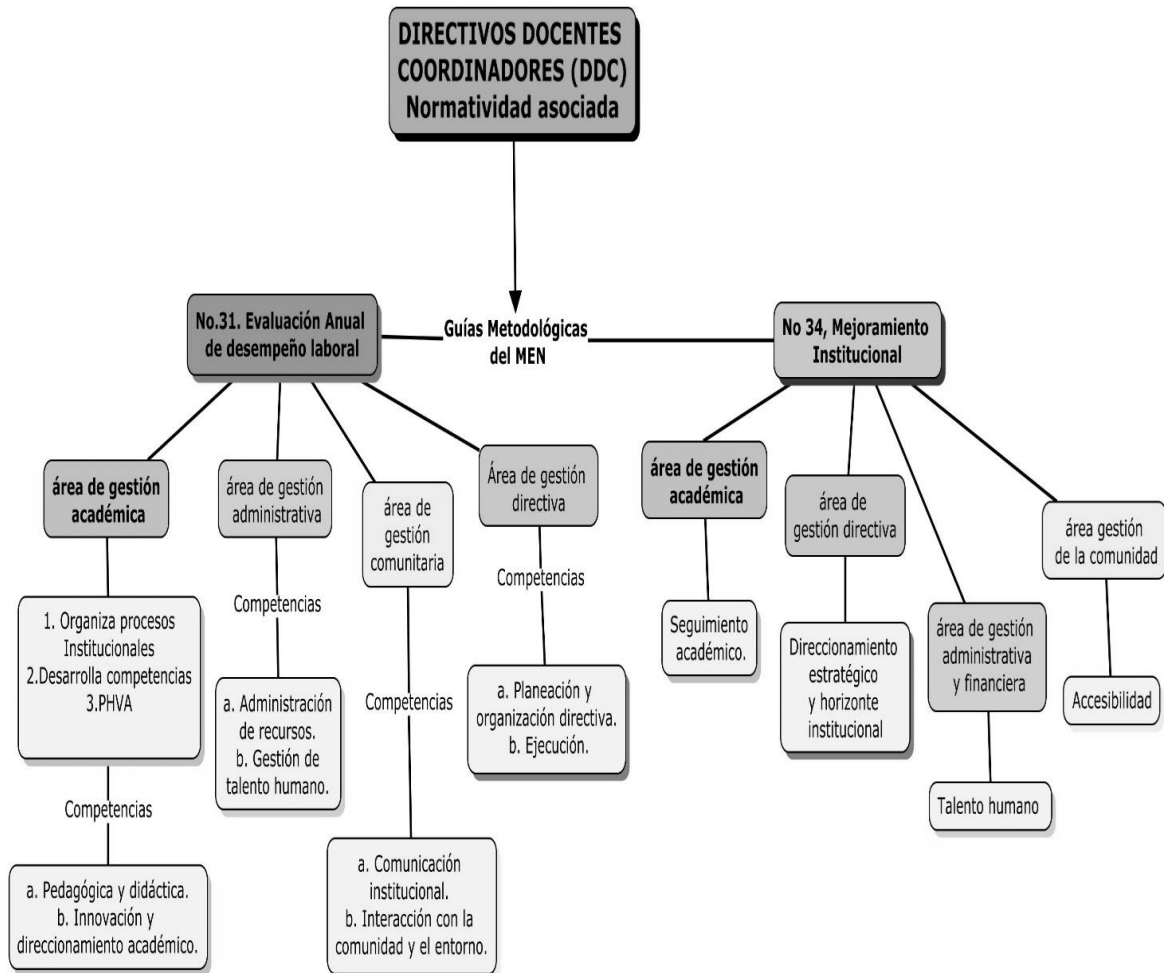 DIRECTIVOS DOCENTES
COORDINADORES (DDC)
Normatividad asociada
Guías Metodológicas
del MEN
No.31. Evaluación Anual
de desempeño laboral
área de gestión
académica
1. Organiza procesos
Institucionales
2.Desarrolla competencias
3.PHVA
Competencias
a. Pedagógica y didáctica.
b. Innovación y
direccionamiento académico.
área de gestión
administrativa
Competencias
a. Administración
de recursos.
b. Gestión de
talento humano.
área de
gestión
comunitaria
Competencias
a. Comunicación
institucional.
b. Interacción con la
comunidad y el entorno.
Área de gestión
directiva
Competencias
a. Planeación y
organización directiva.
b. Ejecución.
No 34, Mejoramiento
Institucional
área de gestión
académica
Seguimiento
académico.
área de
gestión directiva
Direccionamiento
estratégico
y horizonte
institucional
área de gestión
administrativa
y financiera
Talento humano
área gestión
de la comunidad
Accesibilidad